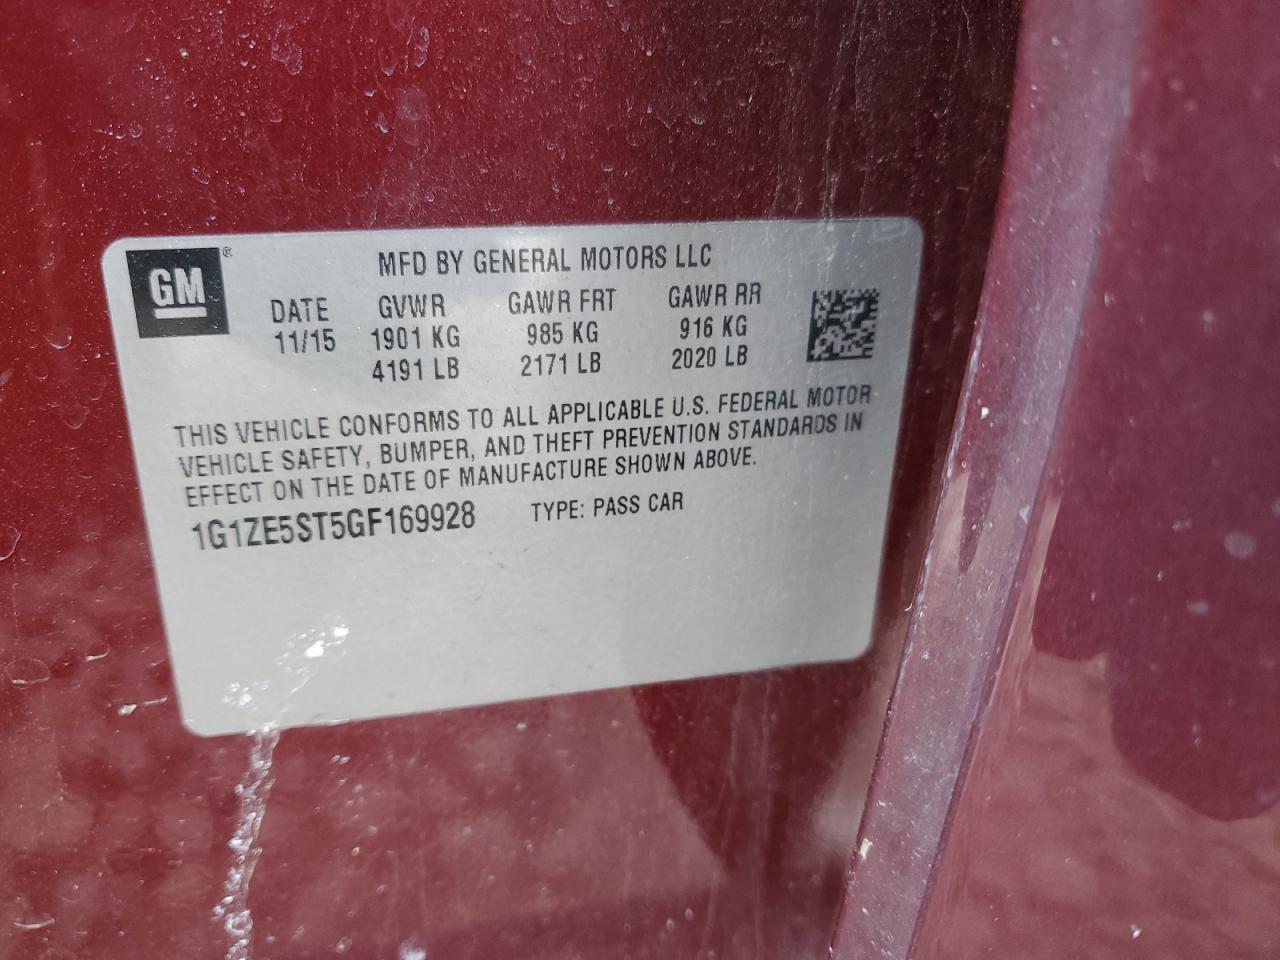 GM
MFD BY GENERAL MOTORS LLC
DATE GVWR GAWR FRT GAWR RR
11/15 1901 KG 985 KG 916 KG
4191 LB 2171 LB 2020 LB
THIS VEHICLE CONFORMS TO ALL APPLICABLE U.S. FEDERAL MOTOR
VEHICLE SAFETY, BUMPER, AND THEFT PREVENTION STANDARDS IN
EFFECT ON THE DATE OF MANUFACTURE SHOWN ABOVE.
1G1ZE5ST5GF169928 TYPE: PASS CAR